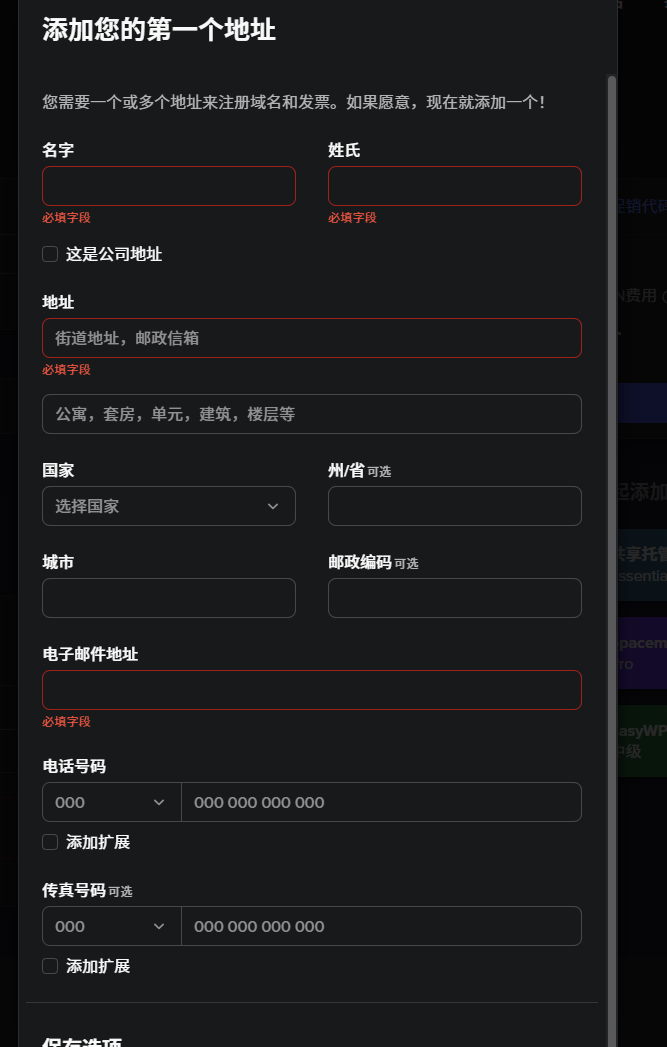 添加您的第一个地址
您需要一个或多个地址来注册域名和发票。如果愿意，现在就添加一个！
名字 姓氏
必填字段 必填字段
这是公司地址
地址
街道地址，邮政信箱
必填字段
公寓，套房，单元，建筑，楼层等
国家 州/省 可选
选择国家
城市 邮政编码 可选
电子邮件地址
必填字段
电话号码
000 000 000 000 000
添加扩展
传真号码 可选
000 000 000 000 000
添加扩展
保存选项
促销代码
N费用 (
起添加
共享托管
ssentia
pacem
ro
asyWP
中级